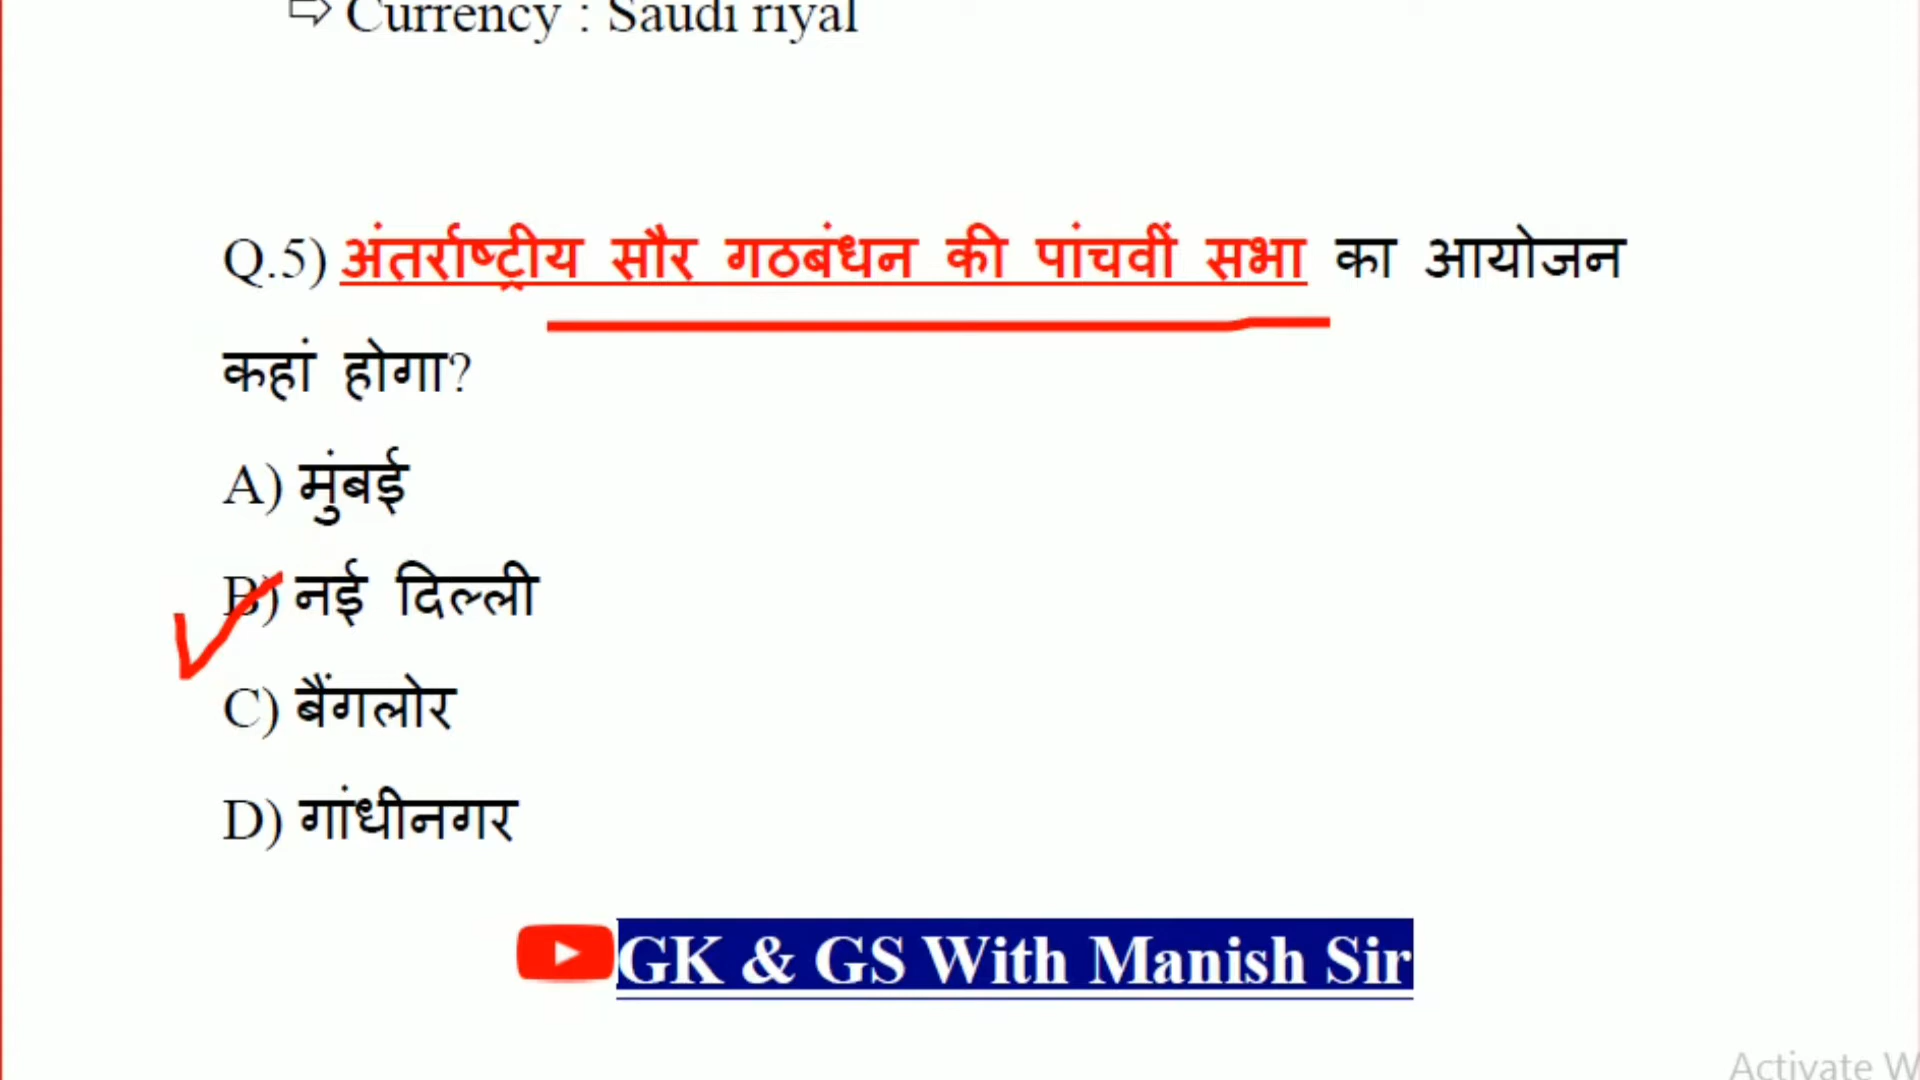 ⇨ Currency : Saudi riyal
Q.5) अंतर्राष्ट्रीय सौर गठबंधन की पांचवीं सभा का आयोजन
कहां होगा?
A) मुंबई
B) नई दिल्ली
C) बैंगलोर
D) गांधीनगर
GK & GS With Manish Sir
Activate W